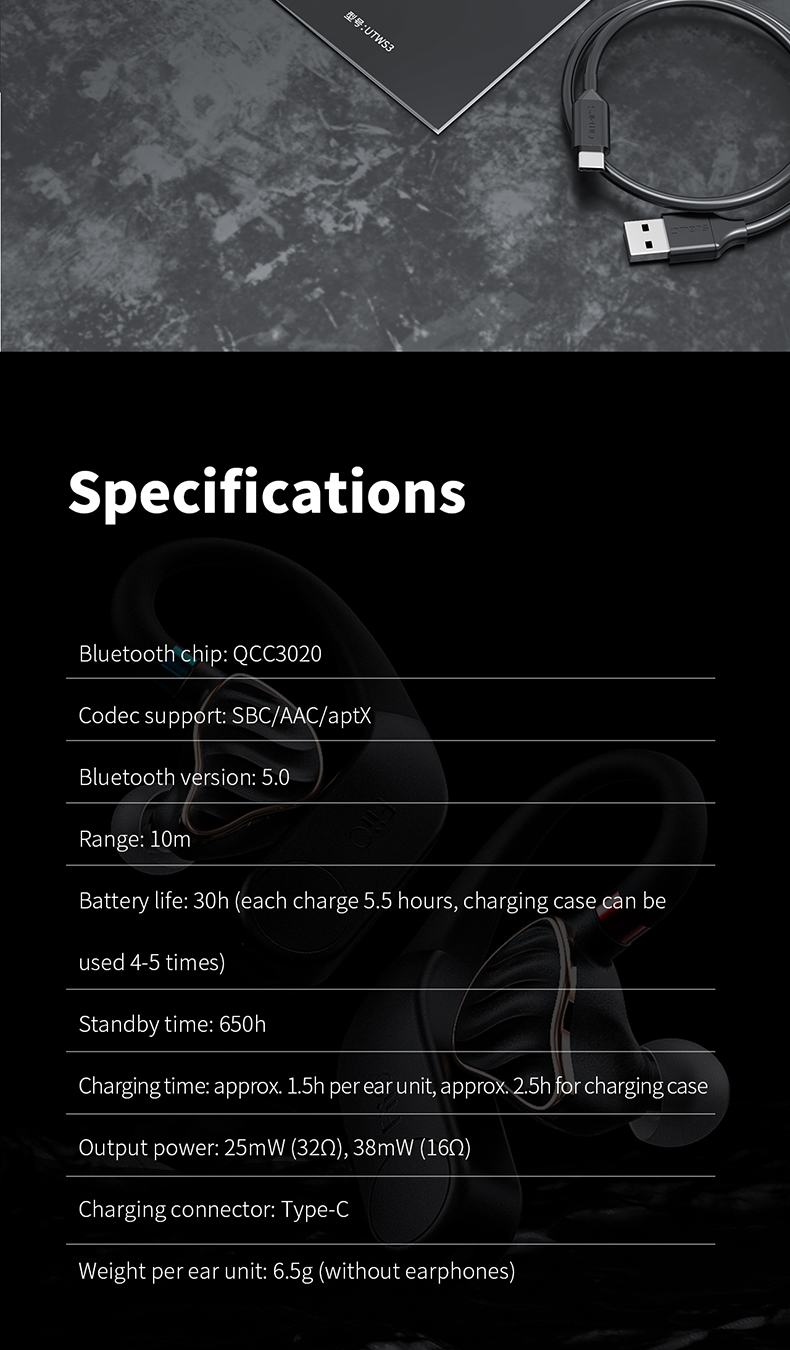 型号:UTWS3
Specifications
Bluetooth chip: QCC3020
Codec support: SBC/AAC/aptX
Bluetooth version: 5.0
Range: 10m
Battery life: 30h (each charge 5.5 hours, charging case can be
used 4-5 times)
Standby time: 650h
Charging time: approx. 1.5h per ear unit, approx. 2.5h for charging case
Output power: 25mW (32Ω), 38mW (16Ω)
Charging connector: Type-C
Weight per ear unit: 6.5g (without earphones)
FiiO